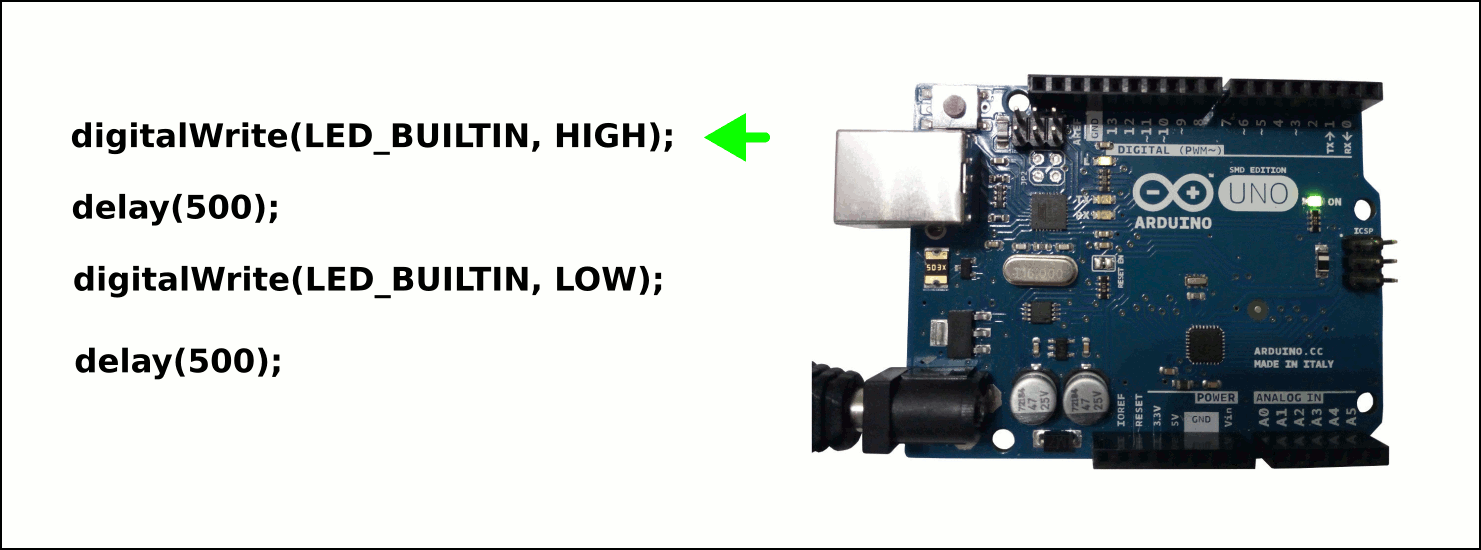 digitalWrite(LED_BUILTIN, HIGH);
delay(500);
digitalWrite(LED_BUILTIN, LOW);
delay(500);
AREF
GND
13
12
~11
~10
~9
8
7
~6
~5
4
~3
2
TX→1
RX←0
DIGITAL (PWM~)
JP2
TX
RX
SMD EDITION
UNO
ARDUINO
ON
ICSP
RESET EN
ARDUINO.CC
MADE IN ITALY
47
25V
47
25V
POWER
ANALOG IN
IOREF
RESET
3.3V
5V
GND
Vin
A0
A1
A2
A3
A4
A5